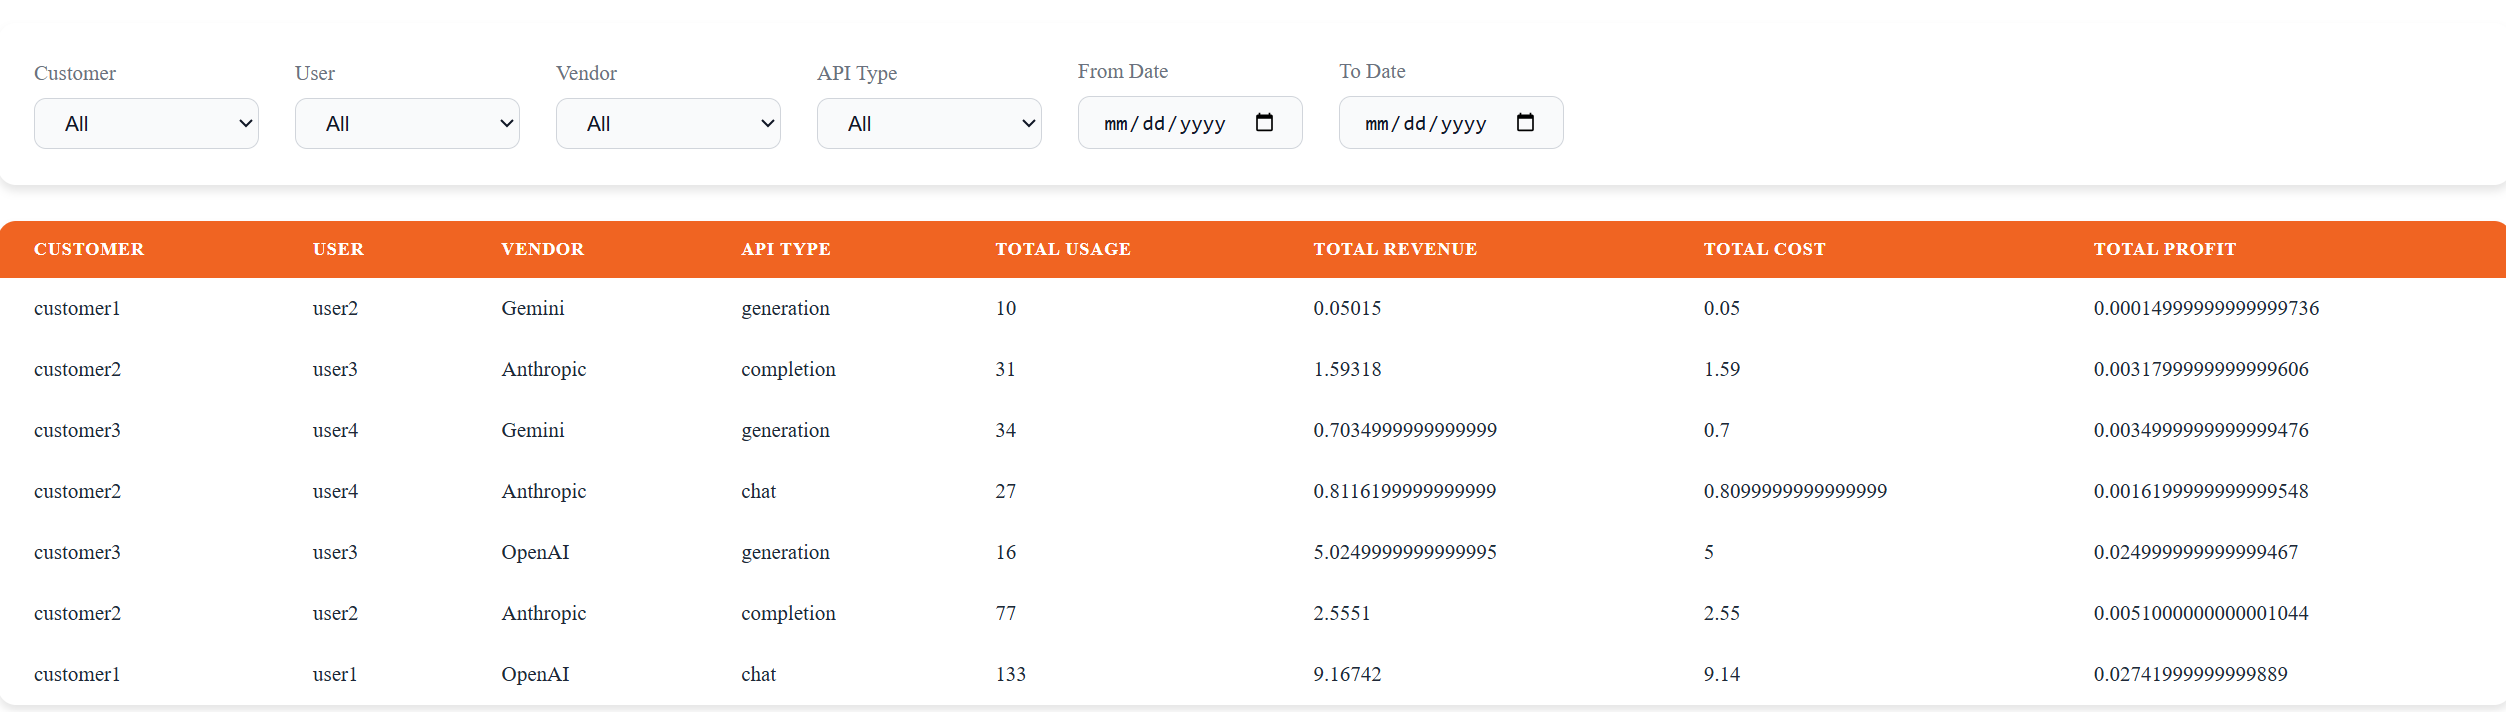 Customer User Vendor API Type From Date To Date
All All All All mm/dd/yyyy mm/dd/yyyy
CUSTOMER USER VENDOR API TYPE TOTAL USAGE TOTAL REVENUE TOTAL COST TOTAL PROFIT
customer1 user2 Gemini generation 10 0.05015 0.05 0.00014999999999999736
customer2 user3 Anthropic completion 31 1.59318 1.59 0.0031799999999999606
customer3 user4 Gemini generation 34 0.7034999999999999 0.7 0.0034999999999999476
customer2 user4 Anthropic chat 27 0.8116199999999999 0.8099999999999999 0.0016199999999999548
customer3 user3 OpenAI generation 16 5.0249999999999995 5 0.024999999999999467
customer2 user2 Anthropic completion 77 2.5551 2.55 0.0051000000000001044
customer1 user1 OpenAI chat 133 9.16742 9.14 0.02741999999999889